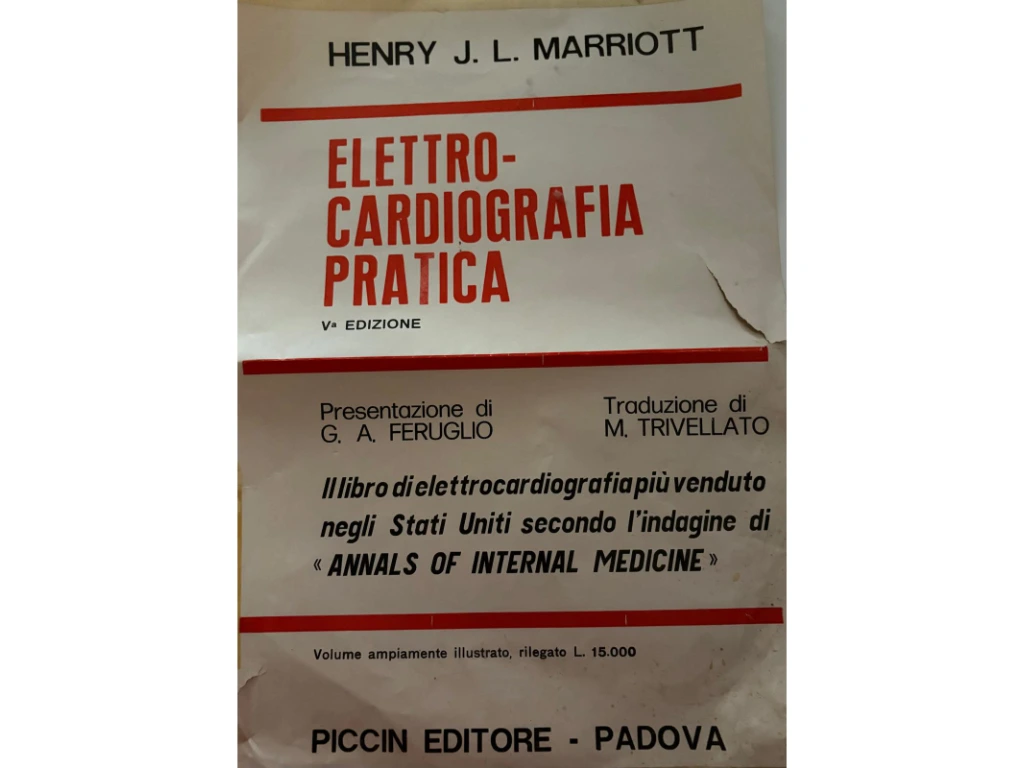 HENRY J. L. MARRIOTT
ELETTRO-
CARDIOGRAFIA
PRATICA
Vª EDIZIONE
Presentazione di
G. A. FERUGLIO
Traduzione di
M. TRIVELLATO
Il libro di elettrocardiografia più venduto
negli Stati Uniti secondo l'indagine di
« ANNALS OF INTERNAL MEDICINE »
Volume ampiamente illustrato, rilegato L. 15.000
PICCIN EDITORE - PADOVA